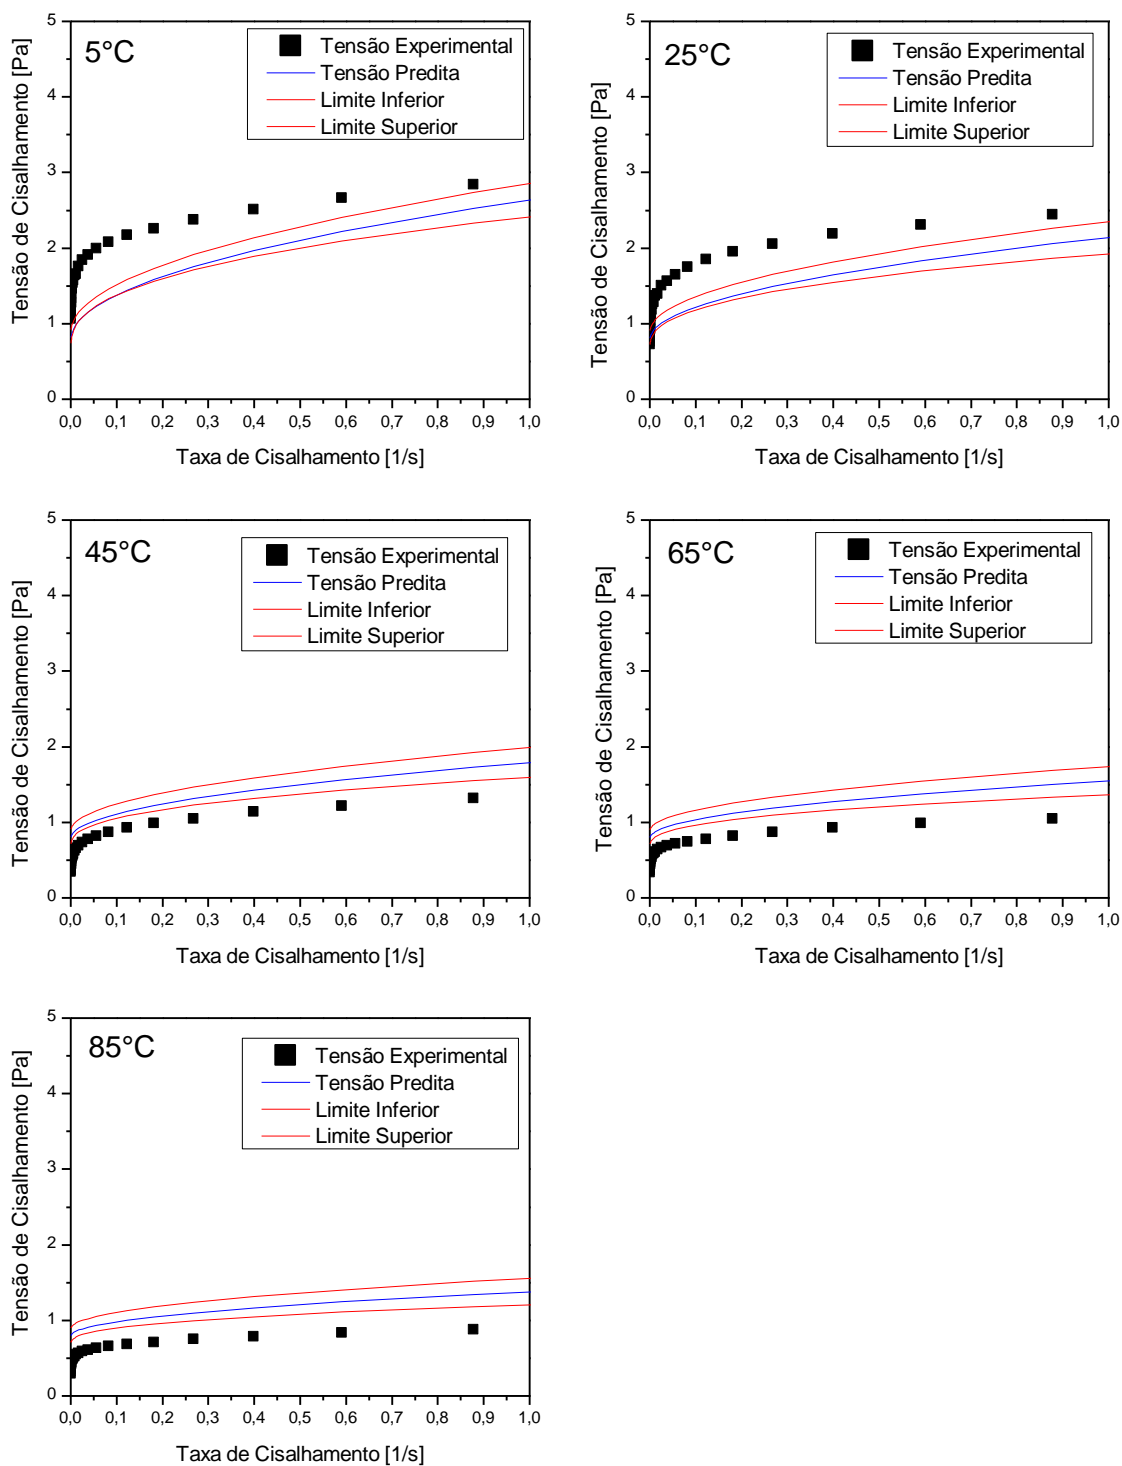 5°C
Tensão Experimental
Tensão Predita
Limite Inferior
Limite Superior
Tensão de Cisalhamento [Pa]
5
4
3
2
1
0
0,0 0,1 0,2 0,3 0,4 0,5 0,6 0,7 0,8 0,9 1,0
Taxa de Cisalhamento [1/s]
25°C
Tensão Experimental
Tensão Predita
Limite Inferior
Limite Superior
Tensão de Cisalhamento [Pa]
5
4
3
2
1
0
0,0 0,1 0,2 0,3 0,4 0,5 0,6 0,7 0,8 0,9 1,0
Taxa de Cisalhamento [1/s]
45°C
Tensão Experimental
Tensão Predita
Limite Inferior
Limite Superior
Tensão de Cisalhamento [Pa]
5
4
3
2
1
0
0,0 0,1 0,2 0,3 0,4 0,5 0,6 0,7 0,8 0,9 1,0
Taxa de Cisalhamento [1/s]
65°C
Tensão Experimental
Tensão Predita
Limite Inferior
Limite Superior
Tensão de Cisalhamento [Pa]
5
4
3
2
1
0
0,0 0,1 0,2 0,3 0,4 0,5 0,6 0,7 0,8 0,9 1,0
Taxa de Cisalhamento [1/s]
85°C
Tensão Experimental
Tensão Predita
Limite Inferior
Limite Superior
Tensão de Cisalhamento [Pa]
5
4
3
2
1
0
0,0 0,1 0,2 0,3 0,4 0,5 0,6 0,7 0,8 0,9 1,0
Taxa de Cisalhamento [1/s]